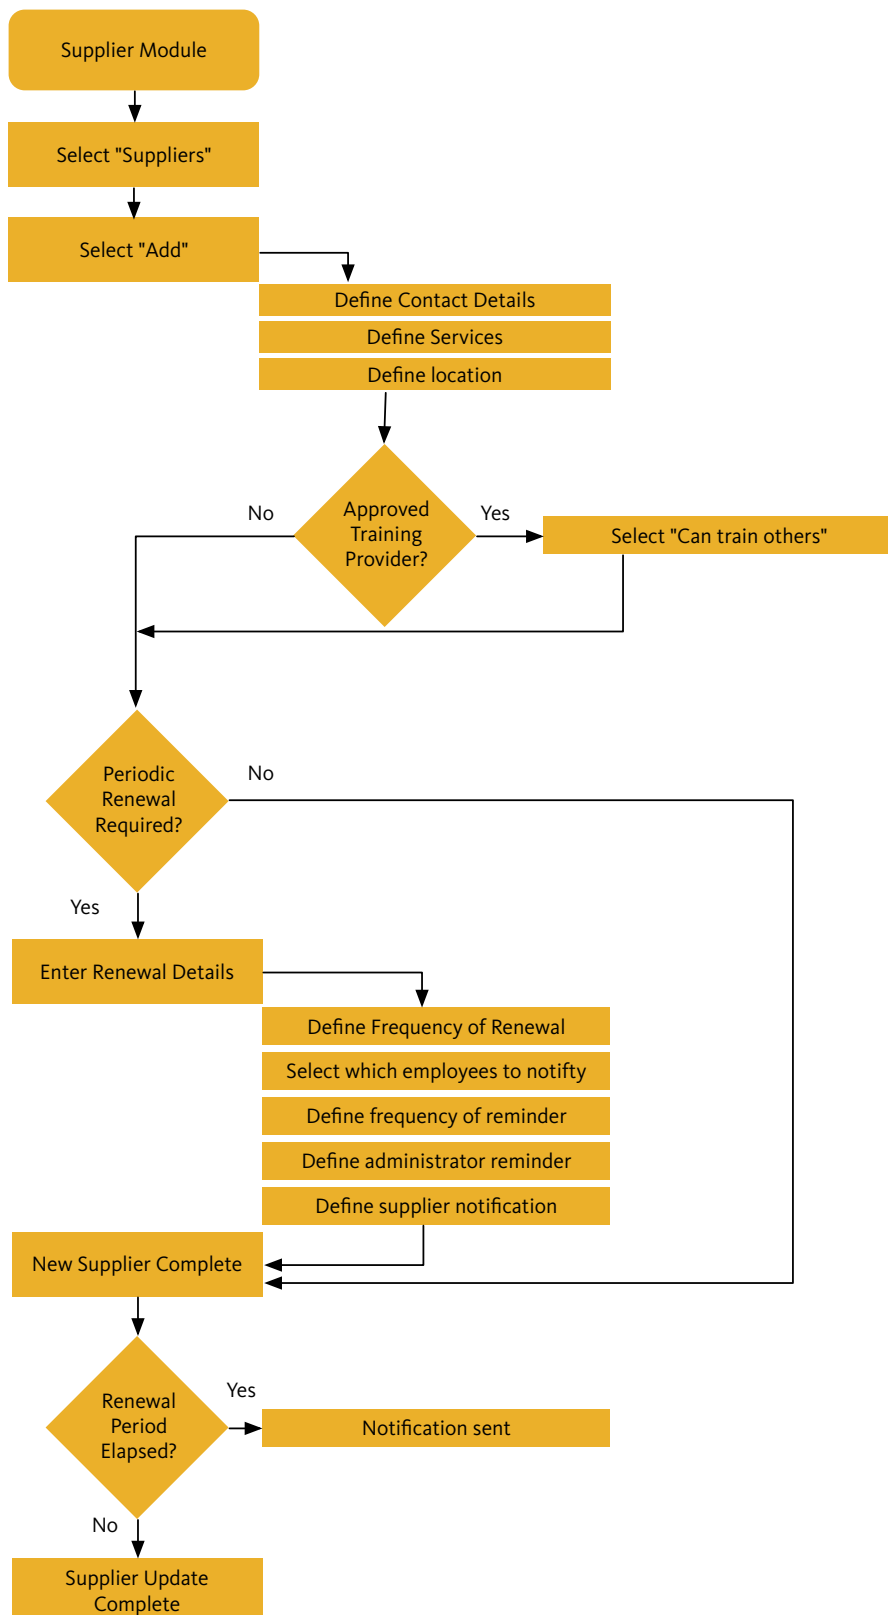 Supplier Module
Select "Suppliers"
Select "Add"
Define Contact Details
Define Services
Define location
Approved
Training
Provider?
No
Yes
Select "Can train others"
Periodic
Renewal
Required?
No
Yes
Enter Renewal Details
Define Frequency of Renewal
Select which employees to notifty
Define frequency of reminder
Define administrator reminder
Define supplier notification
New Supplier Complete
Renewal
Period
Elapsed?
Yes
Notification sent
No
Supplier Update
Complete